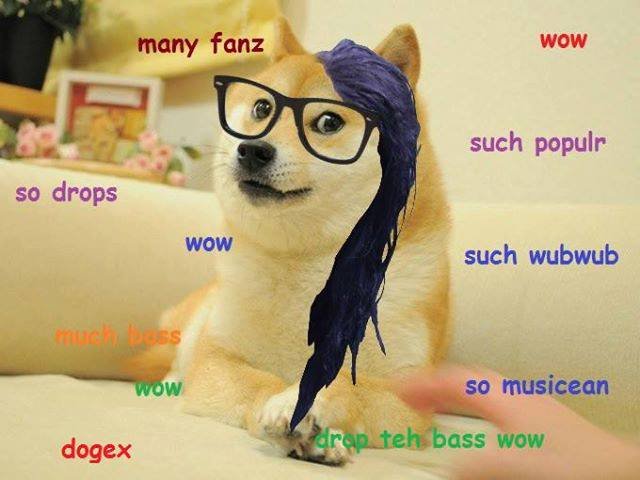 many fanz
wow
such populr
so drops
wow
such wubwub
much bass
wow
so musicean
drop teh bass wow
dogex